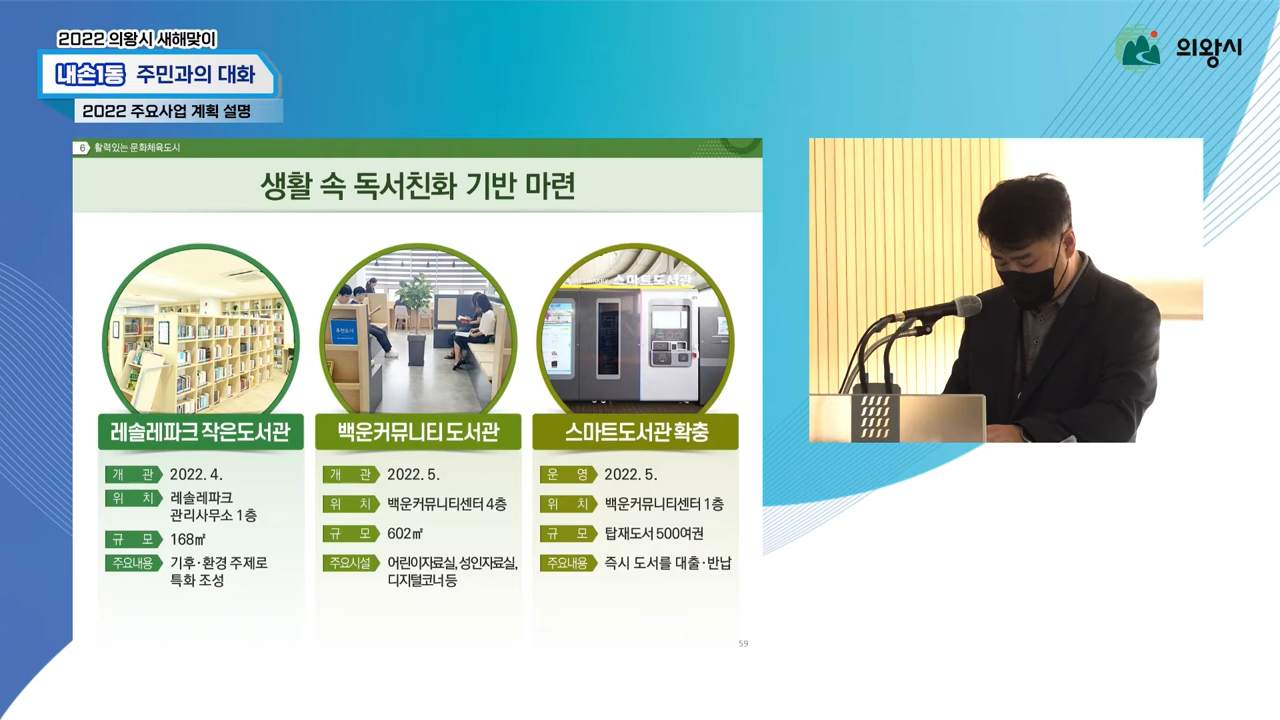 2022 의왕시 새해맞이
내손1동 주민과의 대화
2022 주요사업 계획 설명
의왕시
6 활력있는 문화체육도시
생활 속 독서친화 기반 마련
스마트도서관
추천도서
레솔레파크 작은도서관
개 관 2022. 4.
위 치 레솔레파크
관리사무소 1층
규 모 168㎡
주요내용 기후·환경 주제로
특화 조성
백운커뮤니티 도서관
개 관 2022. 5.
위 치 백운커뮤니티센터 4층
규 모 602㎡
주요시설 어린이자료실, 성인자료실,
디지털코너 등
스마트도서관 확충
운 영 2022. 5.
위 치 백운커뮤니티센터 1층
규 모 탑재도서 500여권
주요내용 즉시 도서를 대출·반납
59